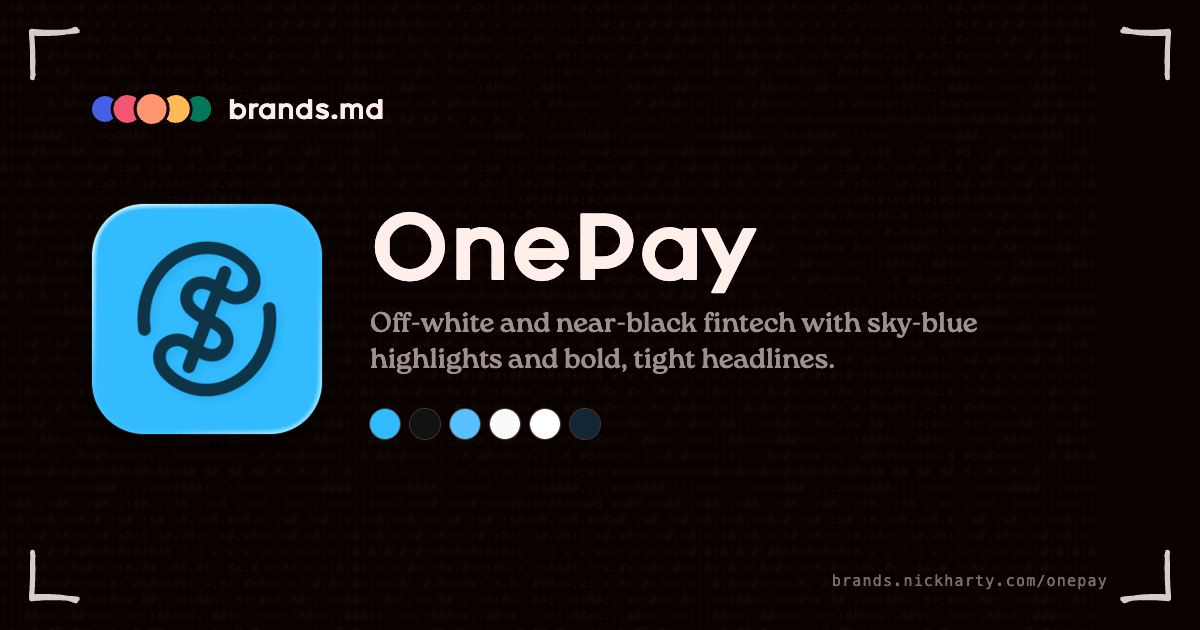 brands.md
OnePay
Off-white and near-black fintech with sky-blue
highlights and bold, tight headlines.
brands.nickharty.com/onepay